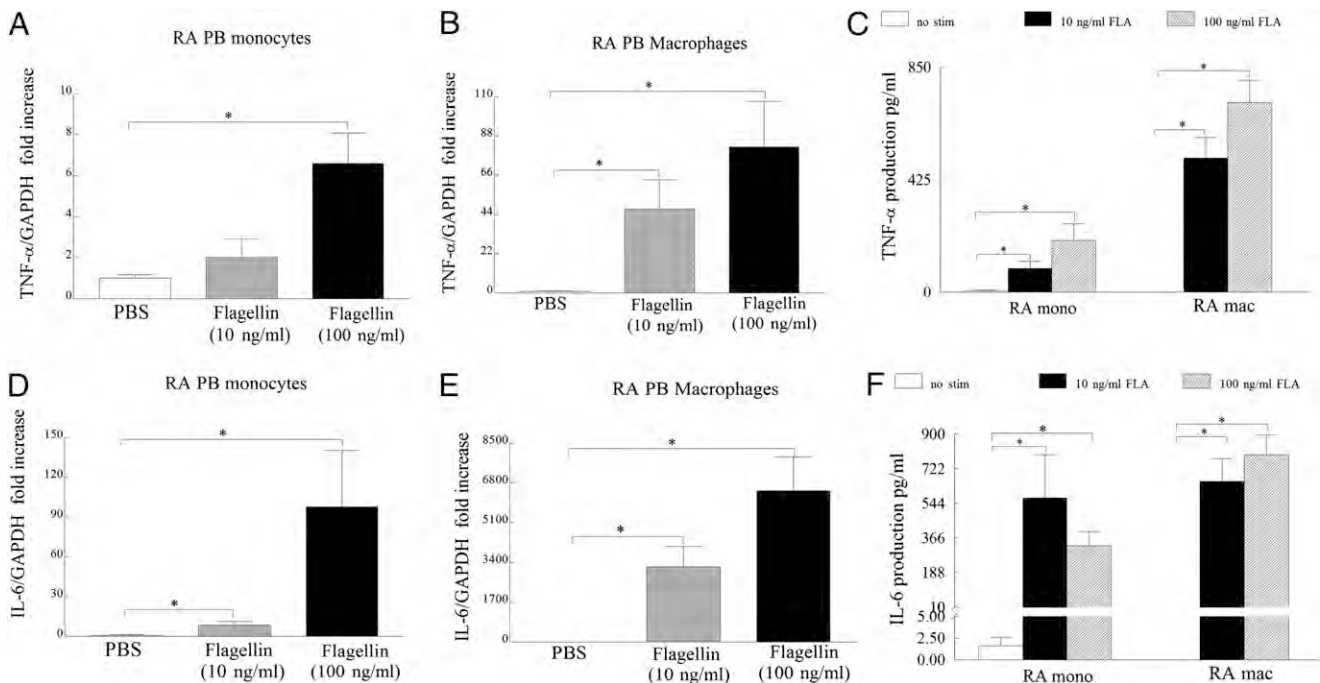 A
RA PB monocytes
TNF-α/GAPDH fold increase
10
8
6
4
2
0
*
PBS
Flagellin
(10 ng/ml)
Flagellin
(100 ng/ml)
B
RA PB Macrophages
TNF-α/GAPDH fold increase
110
88
66
44
22
0
*
*
PBS
Flagellin
(10 ng/ml)
Flagellin
(100 ng/ml)
C
no stim
10 ng/ml FLA
100 ng/ml FLA
TNF-α production pg/ml
850
425
0
*
*
*
*
RA mono
RA mac
D
RA PB monocytes
IL-6/GAPDH fold increase
150
120
90
60
30
0
*
*
PBS
Flagellin
(10 ng/ml)
Flagellin
(100 ng/ml)
E
RA PB Macrophages
IL-6/GAPDH fold increase
8500
6800
5100
3400
1700
0
*
*
PBS
Flagellin
(10 ng/ml)
Flagellin
(100 ng/ml)
F
no stim
10 ng/ml FLA
100 ng/ml FLA
IL-6 production pg/ml
900
722
544
366
188
10
5.00
2.50
0.00
*
*
*
*
RA mono
RA mac